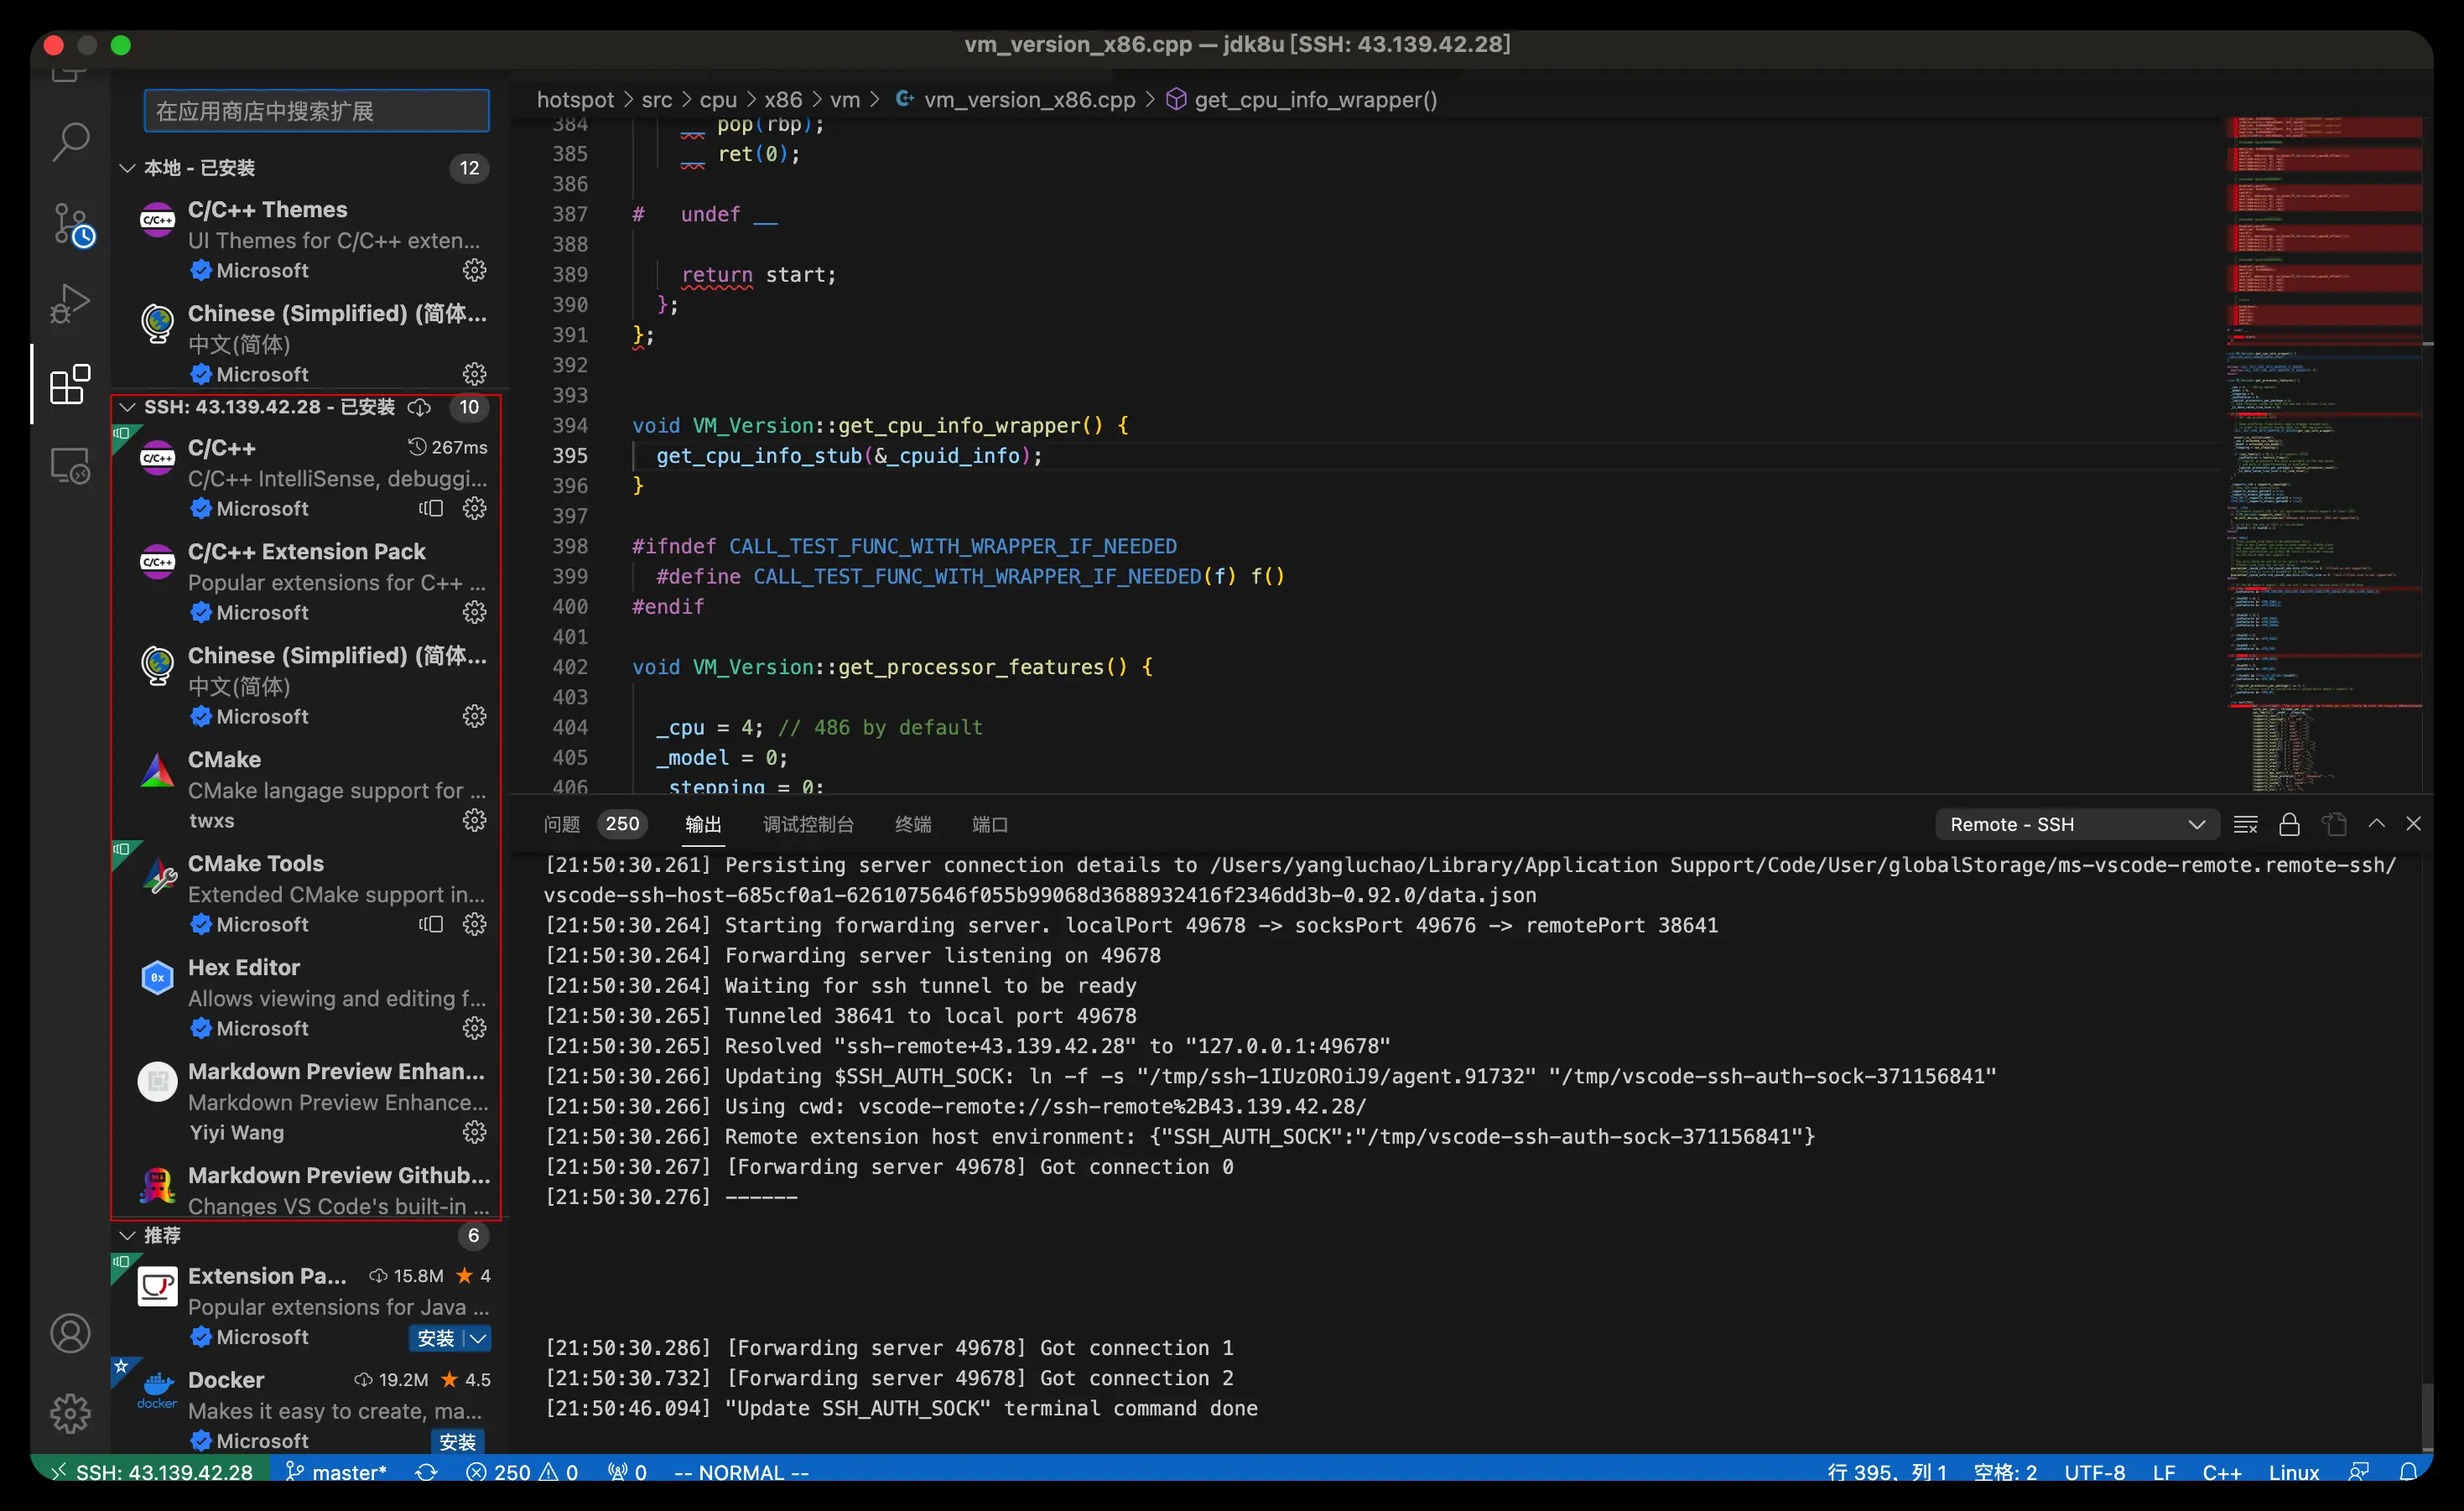 vm_version_x86.cpp — jdk8u [SSH: 43.139.42.28]
在应用商店中搜索扩展
本地 - 已安装 12
C/C++ Themes
UI Themes for C/C++ exten...
Microsoft
Chinese (Simplified) (简体...
中文(简体)
Microsoft
SSH: 43.139.42.28 - 已安装 10
C/C++ 267ms
C/C++ IntelliSense, debuggi...
Microsoft
C/C++ Extension Pack
Popular extensions for C++ ...
Microsoft
Chinese (Simplified) (简体...
中文(简体)
Microsoft
CMake
CMake langage support for ...
twxs
CMake Tools
Extended CMake support in...
Microsoft
Hex Editor
Allows viewing and editing f...
Microsoft
Markdown Preview Enhan...
Markdown Preview Enhance...
Yiyi Wang
Markdown Preview Github...
Changes VS Code's built-in ...
推荐 6
Extension Pa... 15.8M 4
Popular extensions for Java ...
Microsoft 安装
Docker 19.2M 4.5
Makes it easy to create, ma...
Microsoft 安装
hotspot > src > cpu > x86 > vm > vm_version_x86.cpp > get_cpu_info_wrapper()
384 __ pop(rbp);
385 __ ret(0);
386
387 #   undef __
388
389 return start;
390 };
391 };
392
393
394 void VM_Version::get_cpu_info_wrapper() {
395 get_cpu_info_stub(&_cpuid_info);
396 }
397
398 #ifndef CALL_TEST_FUNC_WITH_WRAPPER_IF_NEEDED
399 #define CALL_TEST_FUNC_WITH_WRAPPER_IF_NEEDED(f) f()
400 #endif
401
402 void VM_Version::get_processor_features() {
403
404 _cpu = 4; // 486 by default
405 _model = 0;
406 _stepping = 0;
问题 250 输出 调试控制台 终端 端口 Remote - SSH
[21:50:30.261] Persisting server connection details to /Users/yangluchao/Library/Application Support/Code/User/globalStorage/ms-vscode-remote.remote-ssh/
vscode-ssh-host-685cf0a1-6261075646f055b99068d3688932416f2346dd3b-0.92.0/data.json
[21:50:30.264] Starting forwarding server. localPort 49678 -> socksPort 49676 -> remotePort 38641
[21:50:30.264] Forwarding server listening on 49678
[21:50:30.264] Waiting for ssh tunnel to be ready
[21:50:30.265] Tunneled 38641 to local port 49678
[21:50:30.265] Resolved "ssh-remote+43.139.42.28" to "127.0.0.1:49678"
[21:50:30.266] Updating $SSH_AUTH_SOCK: ln -f -s "/tmp/ssh-1IUzOROiJ9/agent.91732" "/tmp/vscode-ssh-auth-sock-371156841"
[21:50:30.266] Using cwd: vscode-remote://ssh-remote%2B43.139.42.28/
[21:50:30.266] Remote extension host environment: {"SSH_AUTH_SOCK":"/tmp/vscode-ssh-auth-sock-371156841"}
[21:50:30.267] [Forwarding server 49678] Got connection 0
[21:50:30.276] ------
[21:50:30.286] [Forwarding server 49678] Got connection 1
[21:50:30.732] [Forwarding server 49678] Got connection 2
[21:50:46.094] "Update SSH_AUTH_SOCK" terminal command done
SSH: 43.139.42.28 master* 250 0 0 -- NORMAL -- 行 395, 列 1 空格: 2 UTF-8 LF C++ Linux